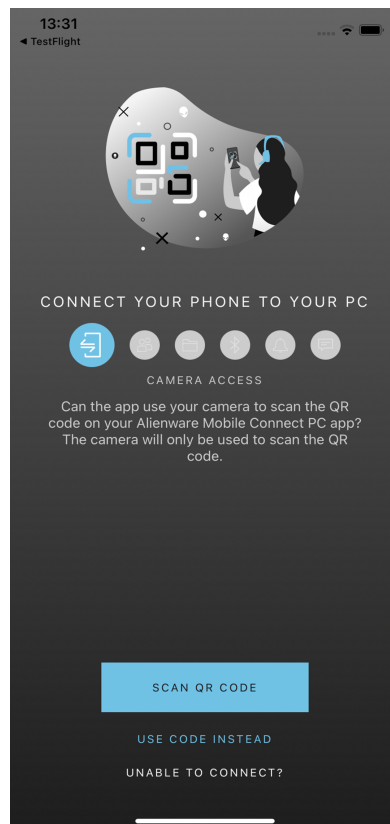 13:31
◀ TestFlight
CONNECT YOUR PHONE TO YOUR PC
CAMERA ACCESS
Can the app use your camera to scan the QR
code on your Alienware Mobile Connect PC app?
The camera will only be used to scan the QR
code.
SCAN QR CODE
USE CODE INSTEAD
UNABLE TO CONNECT?